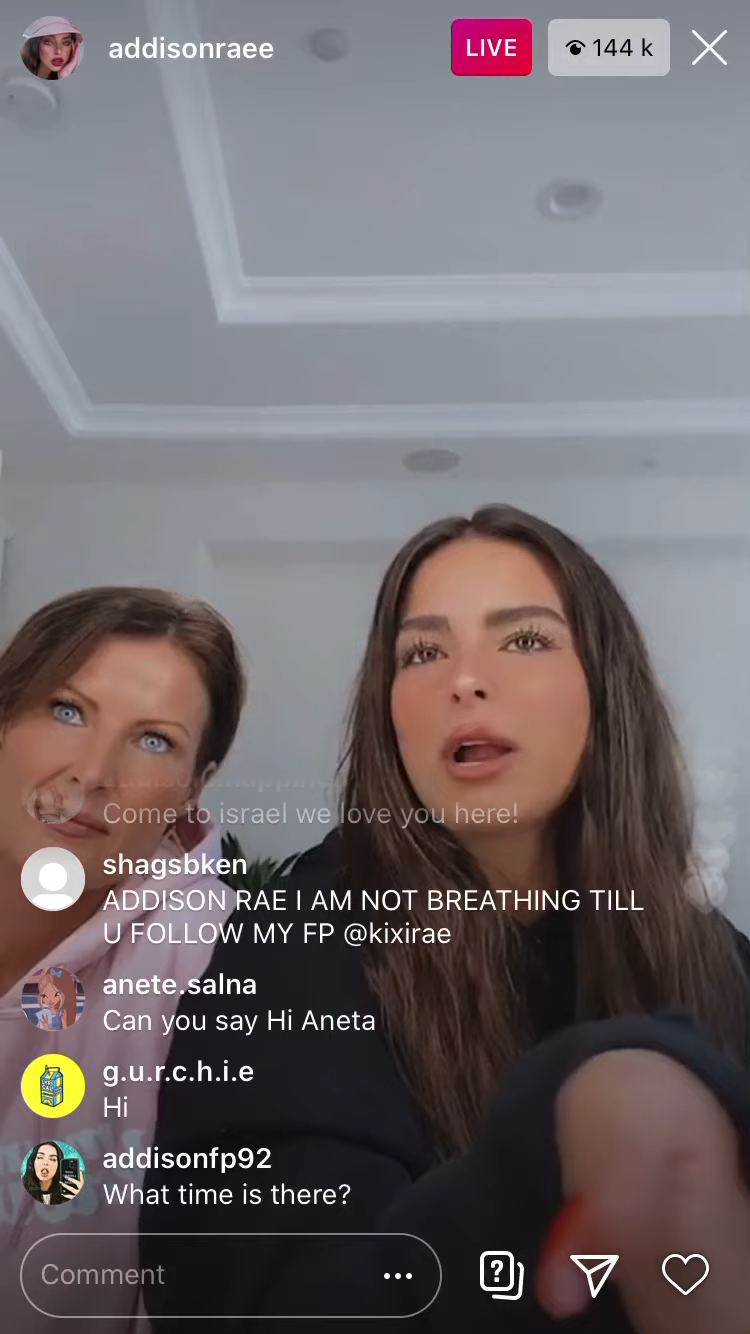 addisonraee
LIVE
144 k
Come to israel we love you here!
shagsbken
ADDISON RAE I AM NOT BREATHING TILL
U FOLLOW MY FP @kixirae
anete.salna
Can you say Hi Aneta
g.u.r.c.h.i.e
Hi
addisonfp92
What time is there?
Comment